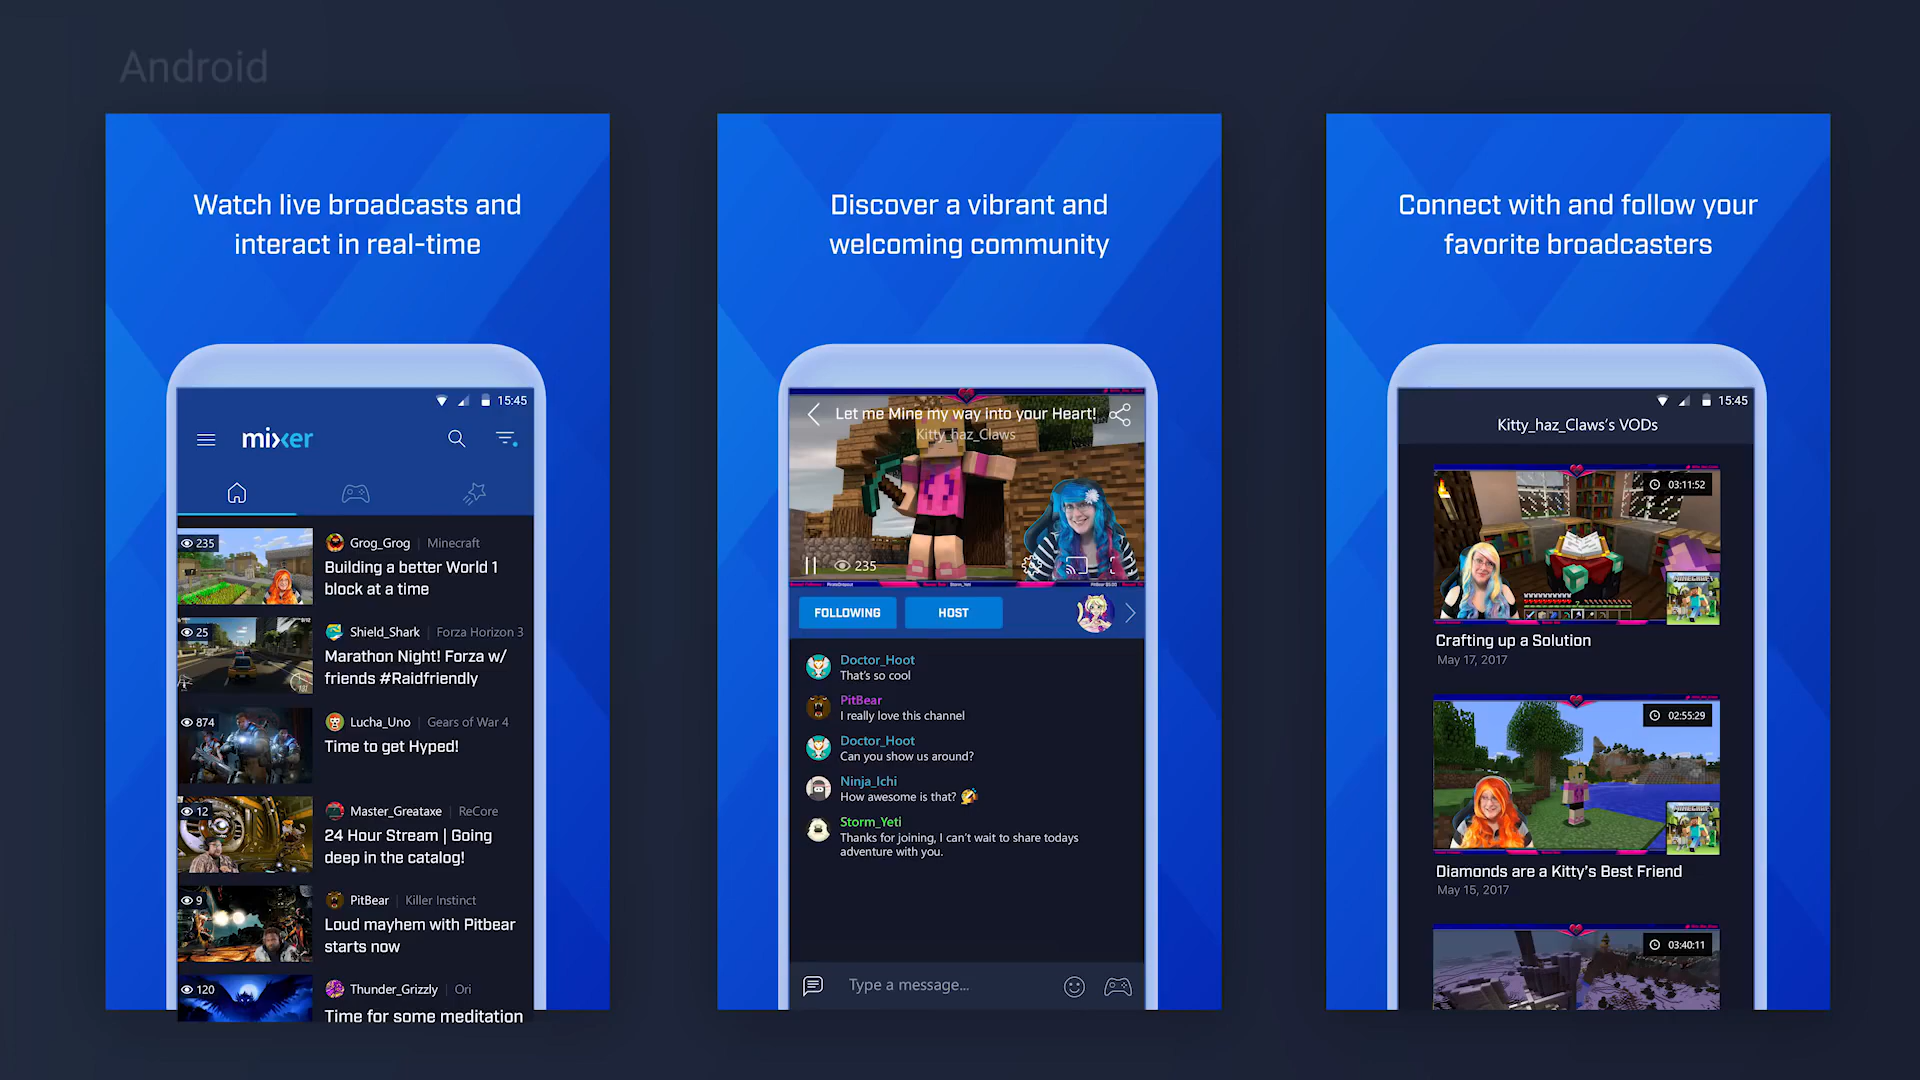 Android
Watch live broadcasts and
interact in real-time
15:45
mixer
235
Grog_Grog | Minecraft
Building a better World 1
block at a time
25
Shield_Shark | Forza Horizon 3
Marathon Night! Forza w/
friends #Raidfriendly
874
Lucha_Uno | Gears of War 4
Time to get Hyped!
12
Master_Greataxe | ReCore
24 Hour Stream | Going
deep in the catalog!
9
PitBear | Killer Instinct
Loud mayhem with Pitbear
starts now
120
Thunder_Grizzly | Ori
Time for some meditation
Discover a vibrant and
welcoming community
Let me Mine my way into your Heart!
Kitty_haz_Claws
235
FOLLOWING
HOST
Doctor_Hoot
That's so cool
PitBear
I really love this channel
Doctor_Hoot
Can you show us around?
Ninja_Ichi
How awesome is that?
Storm_Yeti
Thanks for joining, I can't wait to share todays
adventure with you.
Type a message...
Connect with and follow your
favorite broadcasters
15:45
Kitty_haz_Claws's VODs
03:11:52
MINECRAFT
Crafting up a Solution
May 17, 2017
02:55:29
MINECRAFT
Diamonds are a Kitty's Best Friend
May 15, 2017
03:40:11